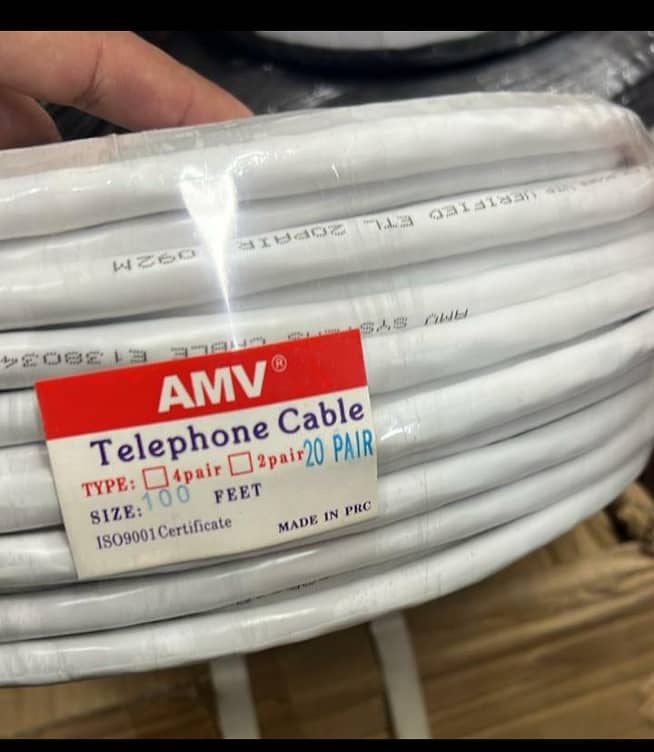 VERIFIED ETL 20PAIR 092M
AMV SYSTEMS CABLE E138034
AMV®
Telephone Cable
TYPE: □ 4pair □ 2pair 20 PAIR
SIZE: 100 FEET
ISO9001 Certificate
MADE IN PRC